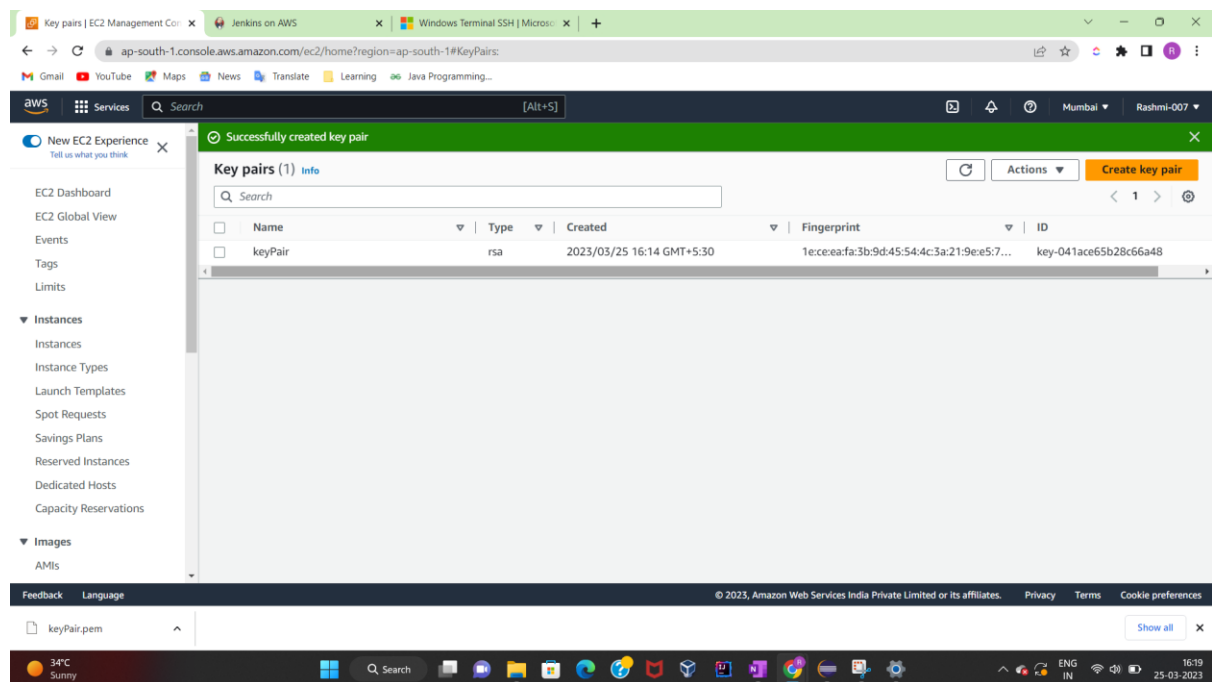 Key pairs | EC2 Management Con
Jenkins on AWS
Windows Terminal SSH | Microso
ap-south-1.console.aws.amazon.com/ec2/home?region=ap-south-1#KeyPairs:
R
Gmail YouTube Maps News Translate Learning Java Programming...
aws Services Search [Alt+S] Mumbai Rashmi-007
New EC2 Experience
Tell us what you think
EC2 Dashboard
EC2 Global View
Events
Tags
Limits
Instances
Instances
Instance Types
Launch Templates
Spot Requests
Savings Plans
Reserved Instances
Dedicated Hosts
Capacity Reservations
Images
AMIs
Successfully created key pair
Key pairs (1) Info
Actions
Create key pair
Search
1
Name Type Created Fingerprint ID
keyPair rsa 2023/03/25 16:14 GMT+5:30 1e:ce:ea:fa:3b:9d:45:54:4c:3a:21:9e:e5:7... key-041ace65b28c66a48
Feedback Language © 2023, Amazon Web Services India Private Limited or its affiliates. Privacy Terms Cookie preferences
keyPair.pem Show all
34°C
Sunny
Search
ENG
IN
16:19
25-03-2023